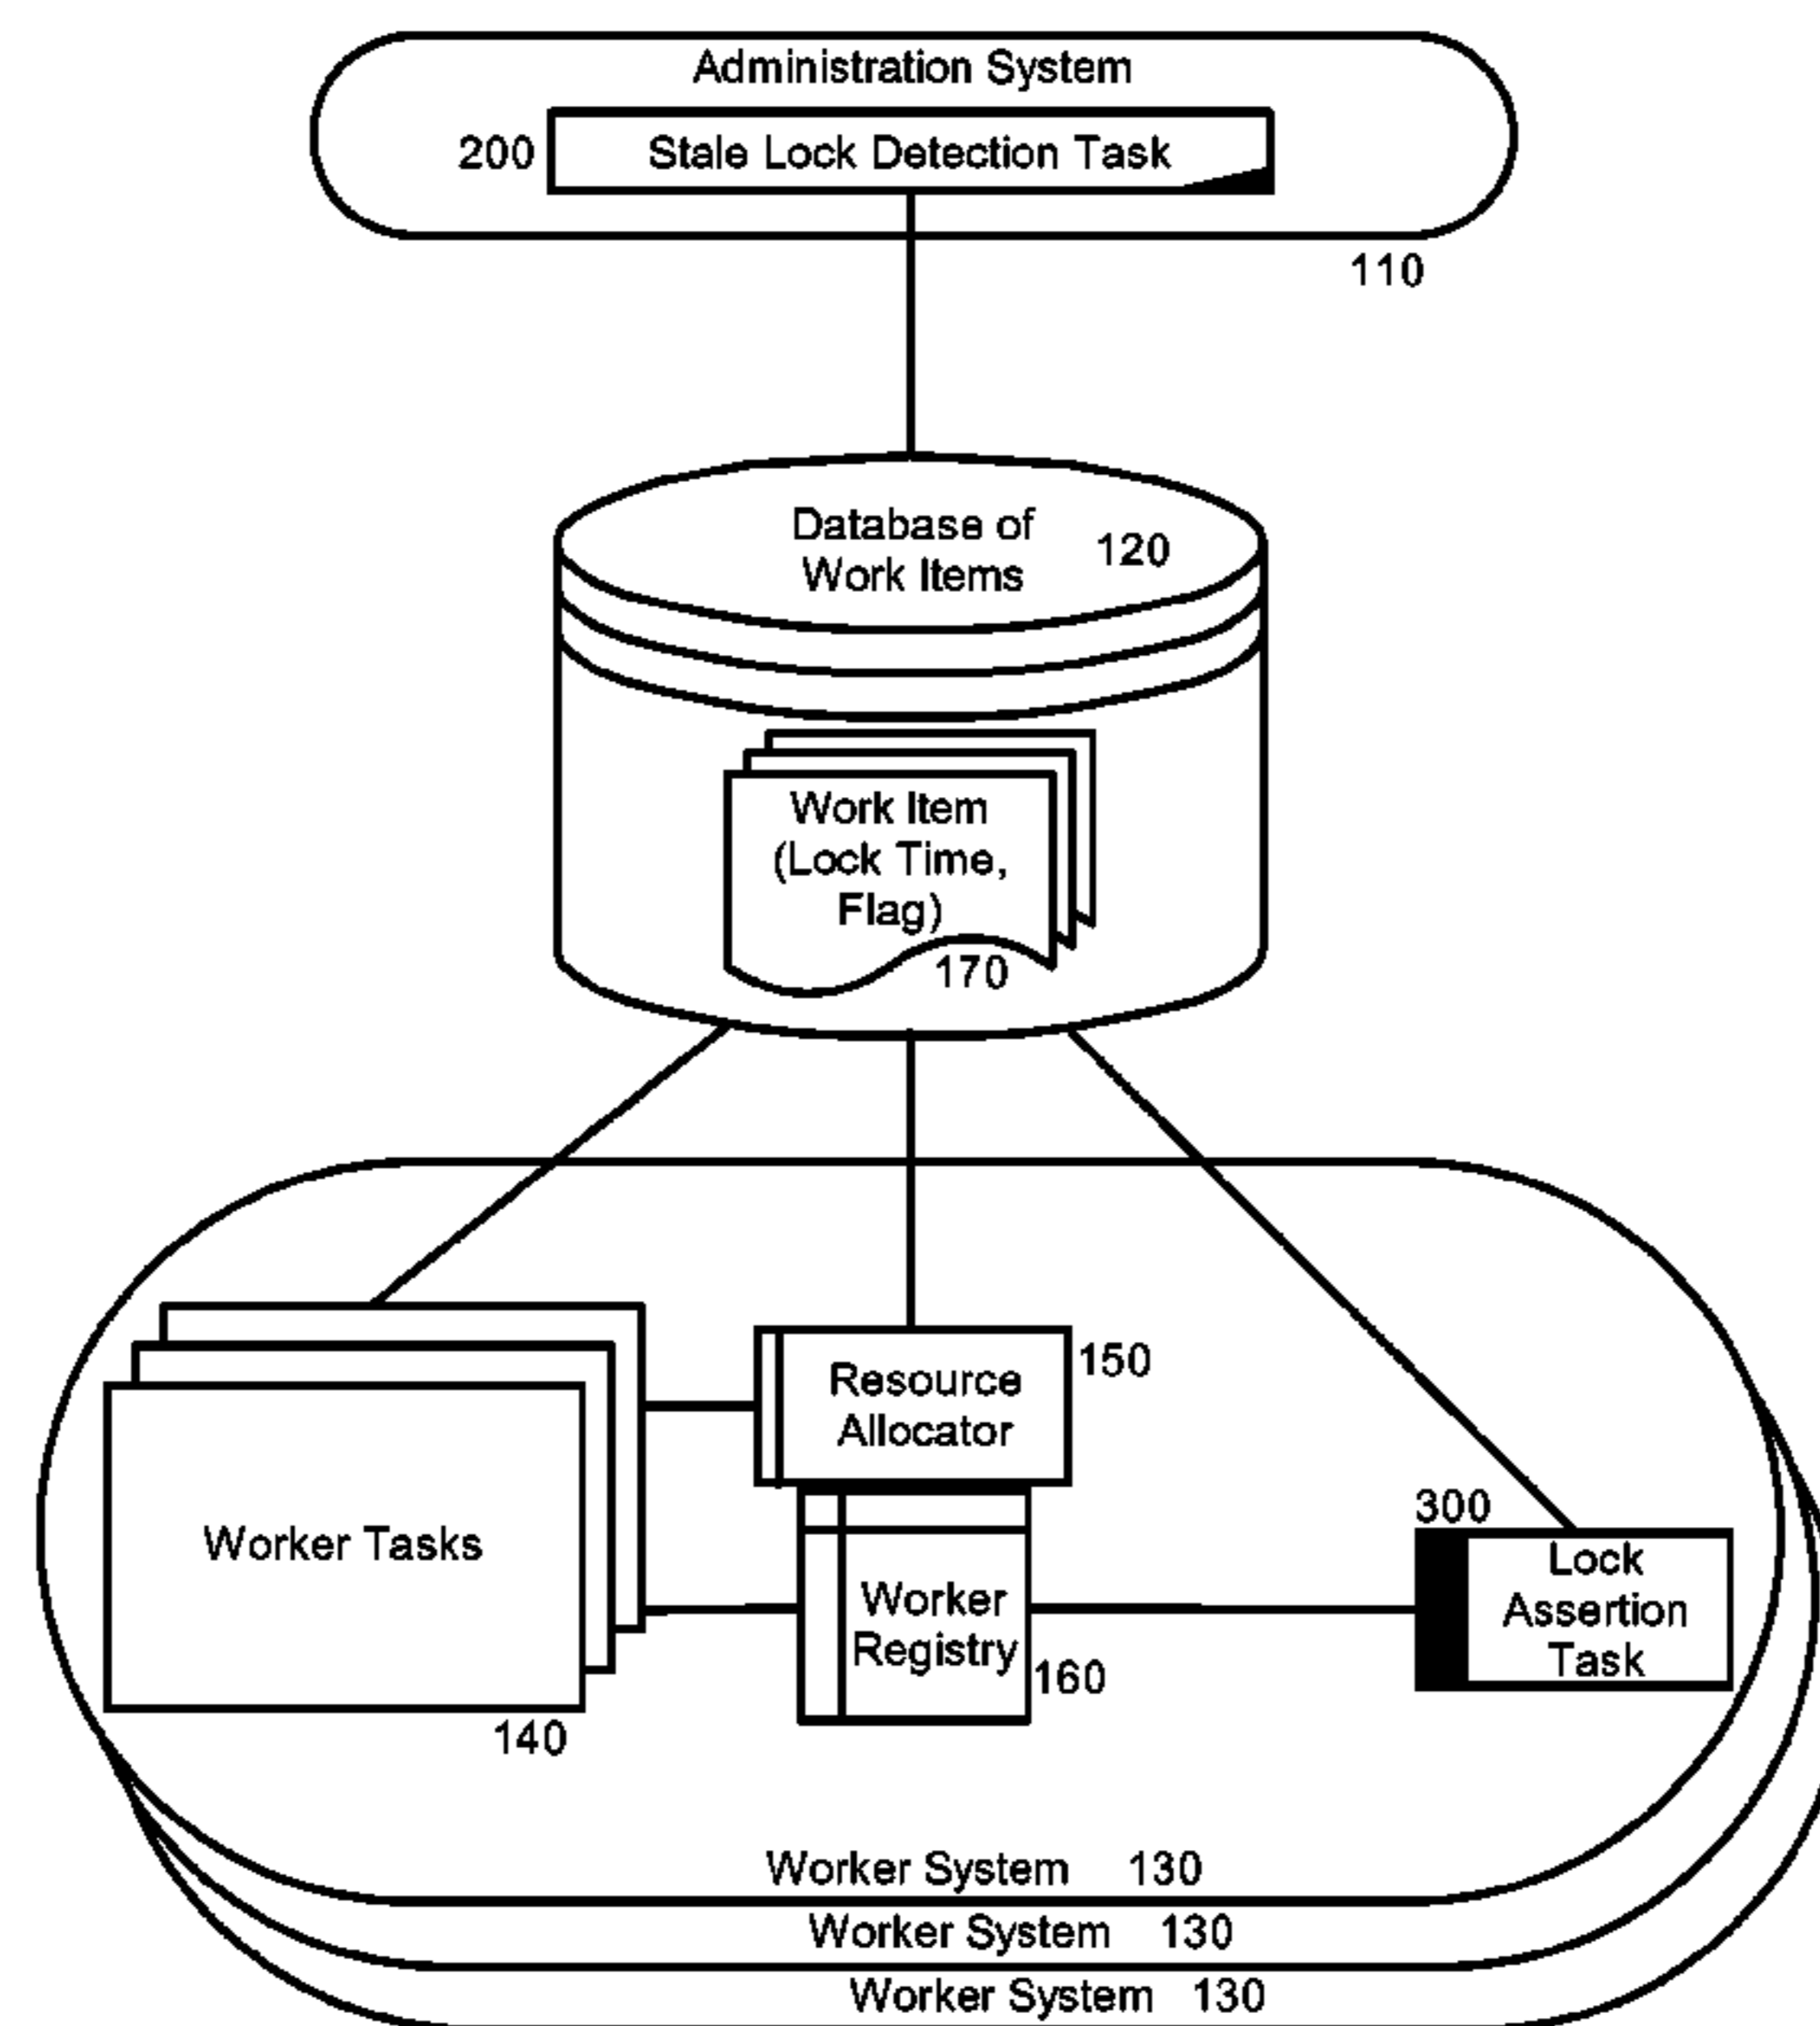 Administration System
200
Stale Lock Detection Task
110
Database of
Work Items
120
Work Item
(Lock Time,
Flag)
170
Resource
Allocator
150
Worker Tasks
140
Worker
Registry
160
300
Lock
Assertion
Task
Worker System 130
Worker System 130
Worker System 130